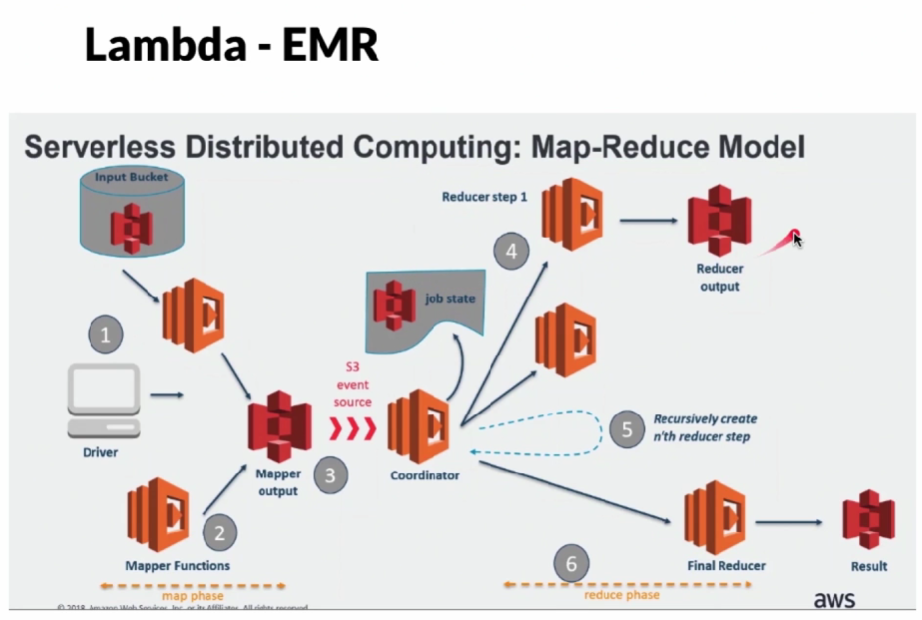 Lambda - EMR
Serverless Distributed Computing: Map-Reduce Model
Input Bucket
Reducer step 1
4
Reducer
output
job state
1
S3
event
source
5
Recursively create
n'th reducer step
Driver
Mapper
output
3
Coordinator
2
Mapper Functions
6
Final Reducer
Result
map phase
reduce phase
© 2018, Amazon Web Services, Inc. or its Affiliates. All rights reserved.
aws